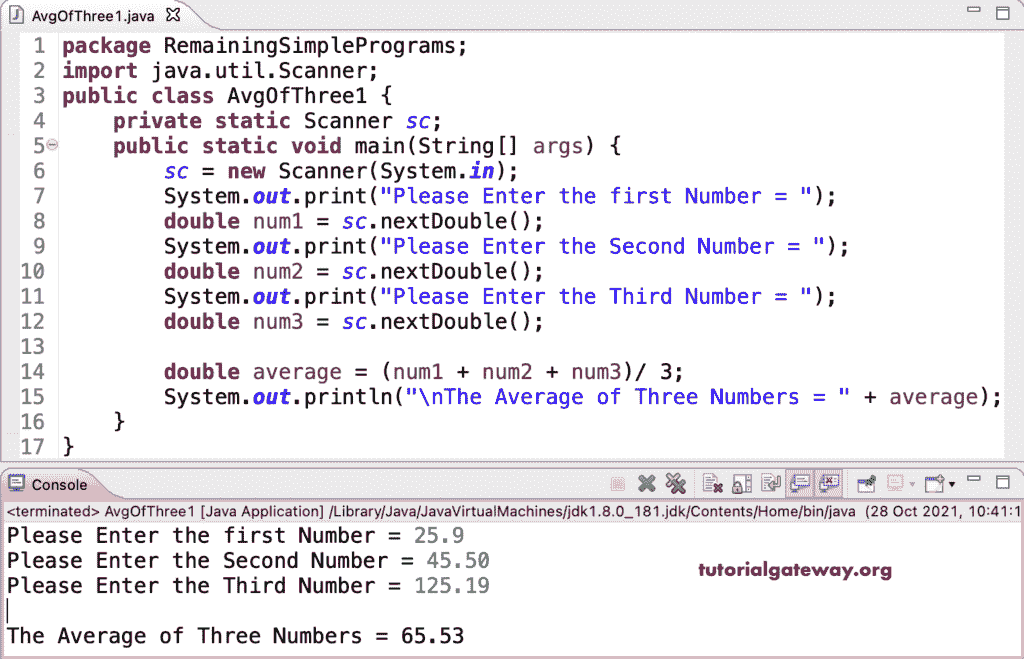 AvgOfThree1.java
1 package RemainingSimplePrograms;
2 import java.util.Scanner;
3 public class AvgOfThree1 {
4     private static Scanner sc;
5     public static void main(String[] args) {
6         sc = new Scanner(System.in);
7         System.out.print("Please Enter the first Number = ");
8         double num1 = sc.nextDouble();
9         System.out.print("Please Enter the Second Number = ");
10         double num2 = sc.nextDouble();
11         System.out.print("Please Enter the Third Number = ");
12         double num3 = sc.nextDouble();
13
14         double average = (num1 + num2 + num3)/ 3;
15         System.out.println("\nThe Average of Three Numbers = " + average);
16     }
17 }
Console
<terminated> AvgOfThree1 [Java Application] /Library/Java/JavaVirtualMachines/jdk1.8.0_181.jdk/Contents/Home/bin/java (28 Oct 2021, 10:41:1
Please Enter the first Number = 25.9
Please Enter the Second Number = 45.50
Please Enter the Third Number = 125.19
tutorialgateway.org
The Average of Three Numbers = 65.53